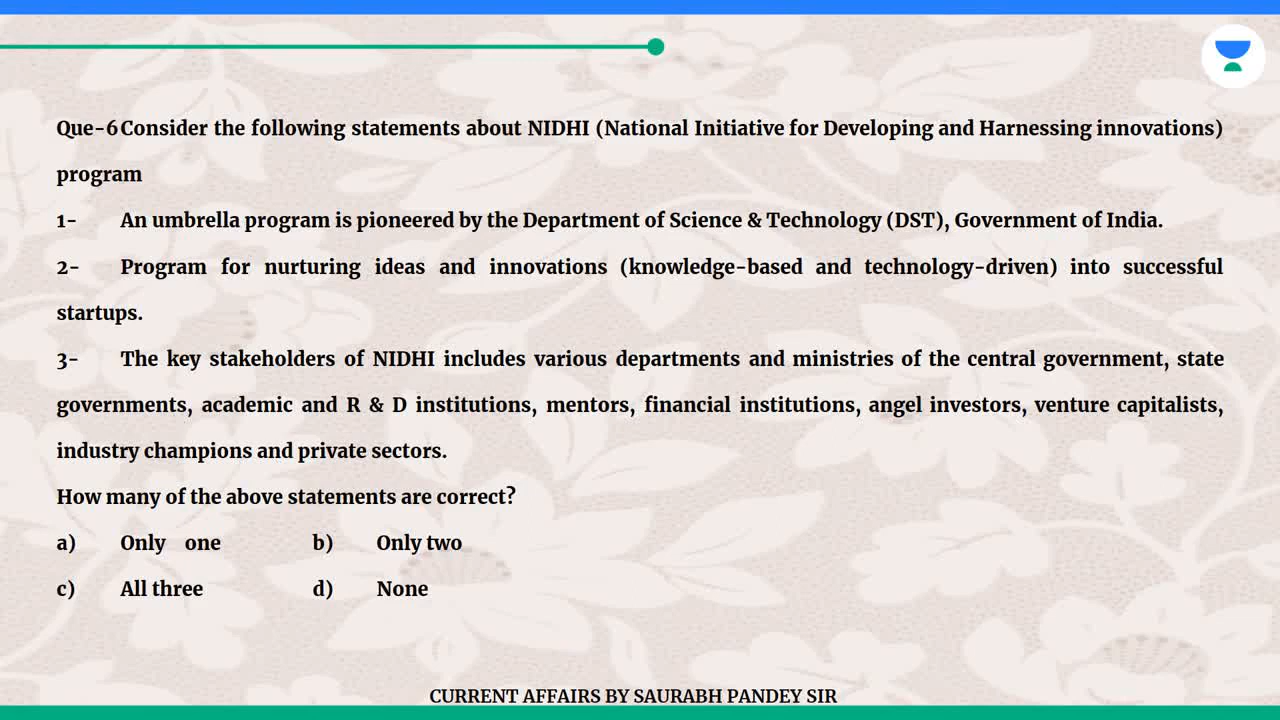 Que-6Consider the following statements about NIDHI (National Initiative for Developing and Harnessing innovations)
program
1- An umbrella program is pioneered by the Department of Science & Technology (DST), Government of India.
2- Program for nurturing ideas and innovations (knowledge-based and technology-driven) into successful
startups.
3- The key stakeholders of NIDHI includes various departments and ministries of the central government, state
governments, academic and R & D institutions, mentors, financial institutions, angel investors, venture capitalists,
industry champions and private sectors.
How many of the above statements are correct?
a) Only one b) Only two
c) All three d) None
CURRENT AFFAIRS BY SAURABH PANDEY SIR